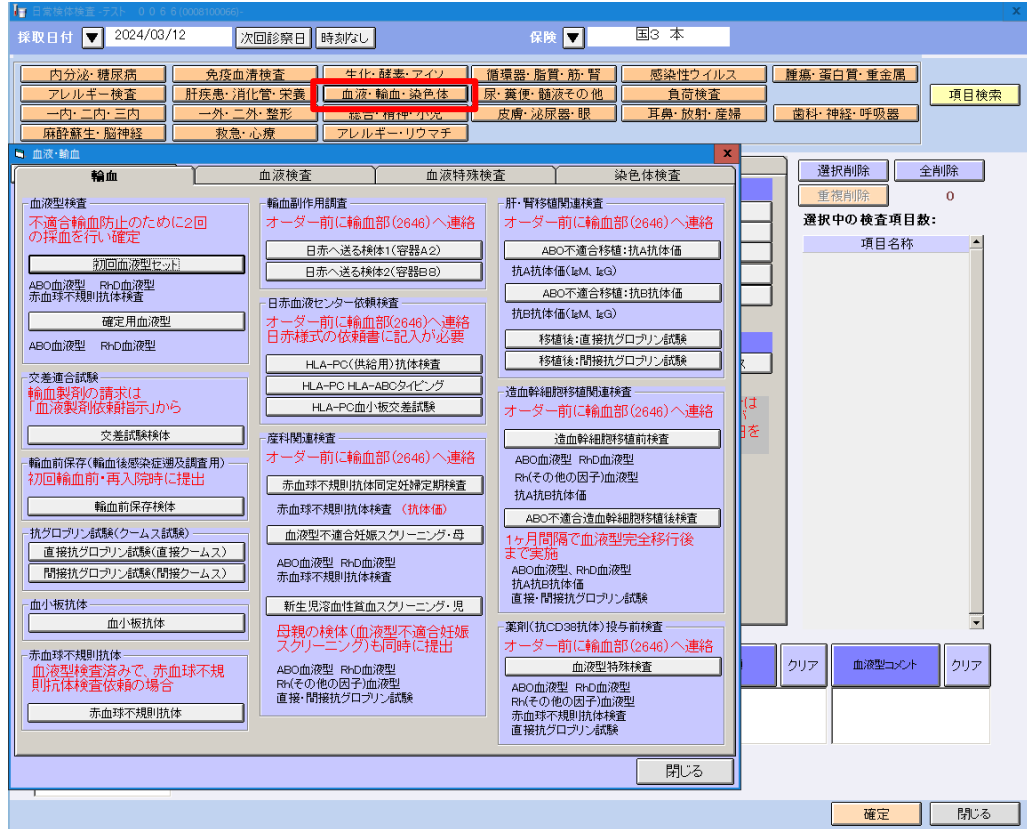 日常検体検査 -テスト 0 0 6 6(0008100066)-
採取日付 ▼ 2024/03/12 次回診察日 時刻なし 保険 ▼ 国3 本
内分泌・糖尿病 免疫血清検査 生化・酵素・アイソ 循環器・脂質・筋・腎 感染性ウイルス 腫瘍・蛋白質・重金属
アレルギー検査 肝疾患・消化管・栄養 血液・輸血・染色体 尿・糞便・髄液その他 負荷検査 項目検索
一内・二内・三内 一外・二外・整形 総合・精神・小児 皮膚・泌尿器・眼 耳鼻・放射・産婦 歯科・神経・呼吸器
麻酔蘇生・脳神経 救急・心療 アレルギー・リウマチ
血液・輸血
輸血 血液検査 血液特殊検査 染色体検査
血液型検査
不適合輸血防止のために2回
の採血を行い確定
初回血液型セット
ABO血液型 RhD血液型
赤血球不規則抗体検査
確定用血液型
ABO血液型 RhD血液型
交差適合試験
輸血製剤の請求は
「血液製剤依頼指示」から
交差試験検体
輸血前保存(輸血後感染症遡及調査用)
初回輸血前・再入院時に提出
輸血前保存検体
抗グロブリン試験(クームス試験)
直接抗グロブリン試験(直接クームス)
間接抗グロブリン試験(間接クームス)
血小板抗体
血小板抗体
赤血球不規則抗体
血液型検査済みで、赤血球不規
則抗体検査依頼の場合
赤血球不規則抗体
輸血副作用調査
オーダー前に輸血部(2646)へ連絡
日赤へ送る検体1(容器A2)
日赤へ送る検体2(容器B8)
日赤血液センター依頼検査
オーダー前に輸血部(2646)へ連絡
日赤様式の依頼書に記入が必要
HLA-PC(供給用)抗体検査
HLA-PC HLA-ABCタイピング
HLA-PC血小板交差試験
産科関連検査
オーダー前に輸血部(2646)へ連絡
赤血球不規則抗体同定妊婦定期検査
赤血球不規則抗体検査 (抗体価)
血液型不適合妊娠スクリーニング・母
ABO血液型 RhD血液型
赤血球不規則抗体検査
新生児溶血性貧血スクリーニング・児
母親の検体(血液型不適合妊娠
スクリーニング)も同時に提出
ABO血液型 RhD血液型
Rh(その他の因子)血液型
直接・間接抗グロブリン試験
肝・腎移植関連検査
オーダー前に輸血部(2646)へ連絡
ABO不適合移植:抗A抗体価
抗A抗体価(IgM、IgG)
ABO不適合移植:抗B抗体価
抗B抗体価(IgM、IgG)
移植後:直接抗グロブリン試験
移植後:間接抗グロブリン試験
造血幹細胞移植関連検査
オーダー前に輸血部(2646)へ連絡
造血幹細胞移植前検査
ABO血液型 RhD血液型
Rh(その他の因子)血液型
抗A抗B抗体価
ABO不適合造血幹細胞移植後検査
1ヶ月間隔で血液型完全移行後
まで実施
ABO血液型、RhD血液型
抗A抗B抗体価
直接・間接抗グロブリン試験
薬剤(抗CD38抗体)投与前検査
オーダー前に輸血部(2646)へ連絡
血液型特殊検査
ABO血液型 RhD血液型
Rh(その他の因子)血液型
赤血球不規則抗体検査
直接抗グロブリン試験
閉じる
選択削除 全削除
重複削除 0
選択中の検査項目数:
項目名称
クリア 血液型コメント クリア
確定 閉じる